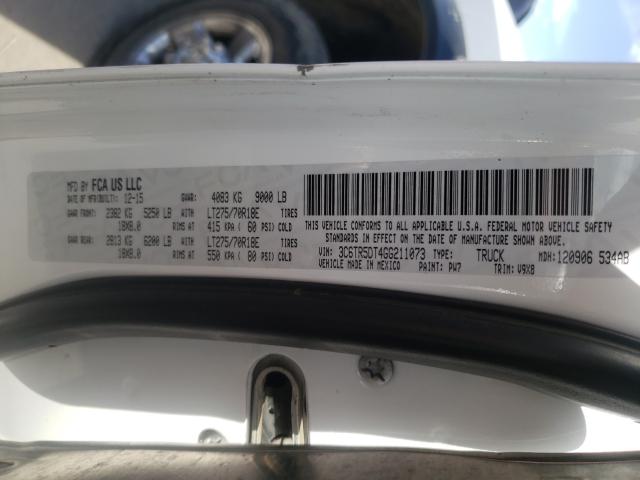 MFD BY FCA US LLC
DATE OF MFR(BUILT): 12-15 GVWR: 4083 KG 9000 LB
GAWR FRONT: 2382 KG 5250 LB LT275/70R18E TIRES
18X8.0 RIMS AT 415 KPA ( 60 PSI) COLD
GAWR REAR: 2813 KG 6200 LB LT275/70R18E TIRES
18X8.0 RIMS AT 550 KPA ( 80 PSI) COLD
THIS VEHICLE CONFORMS TO ALL APPLICABLE U.S.A. FEDERAL MOTOR VEHICLE SAFETY
STANDARDS IN EFFECT ON THE DATE OF MANUFACTURE SHOWN ABOVE.
VIN: 3C6TR5DT4GG211073 TYPE: TRUCK MDH:120906 534AB
VEHICLE MADE IN MEXICO PAINT: PW7 TRIM: V9X8